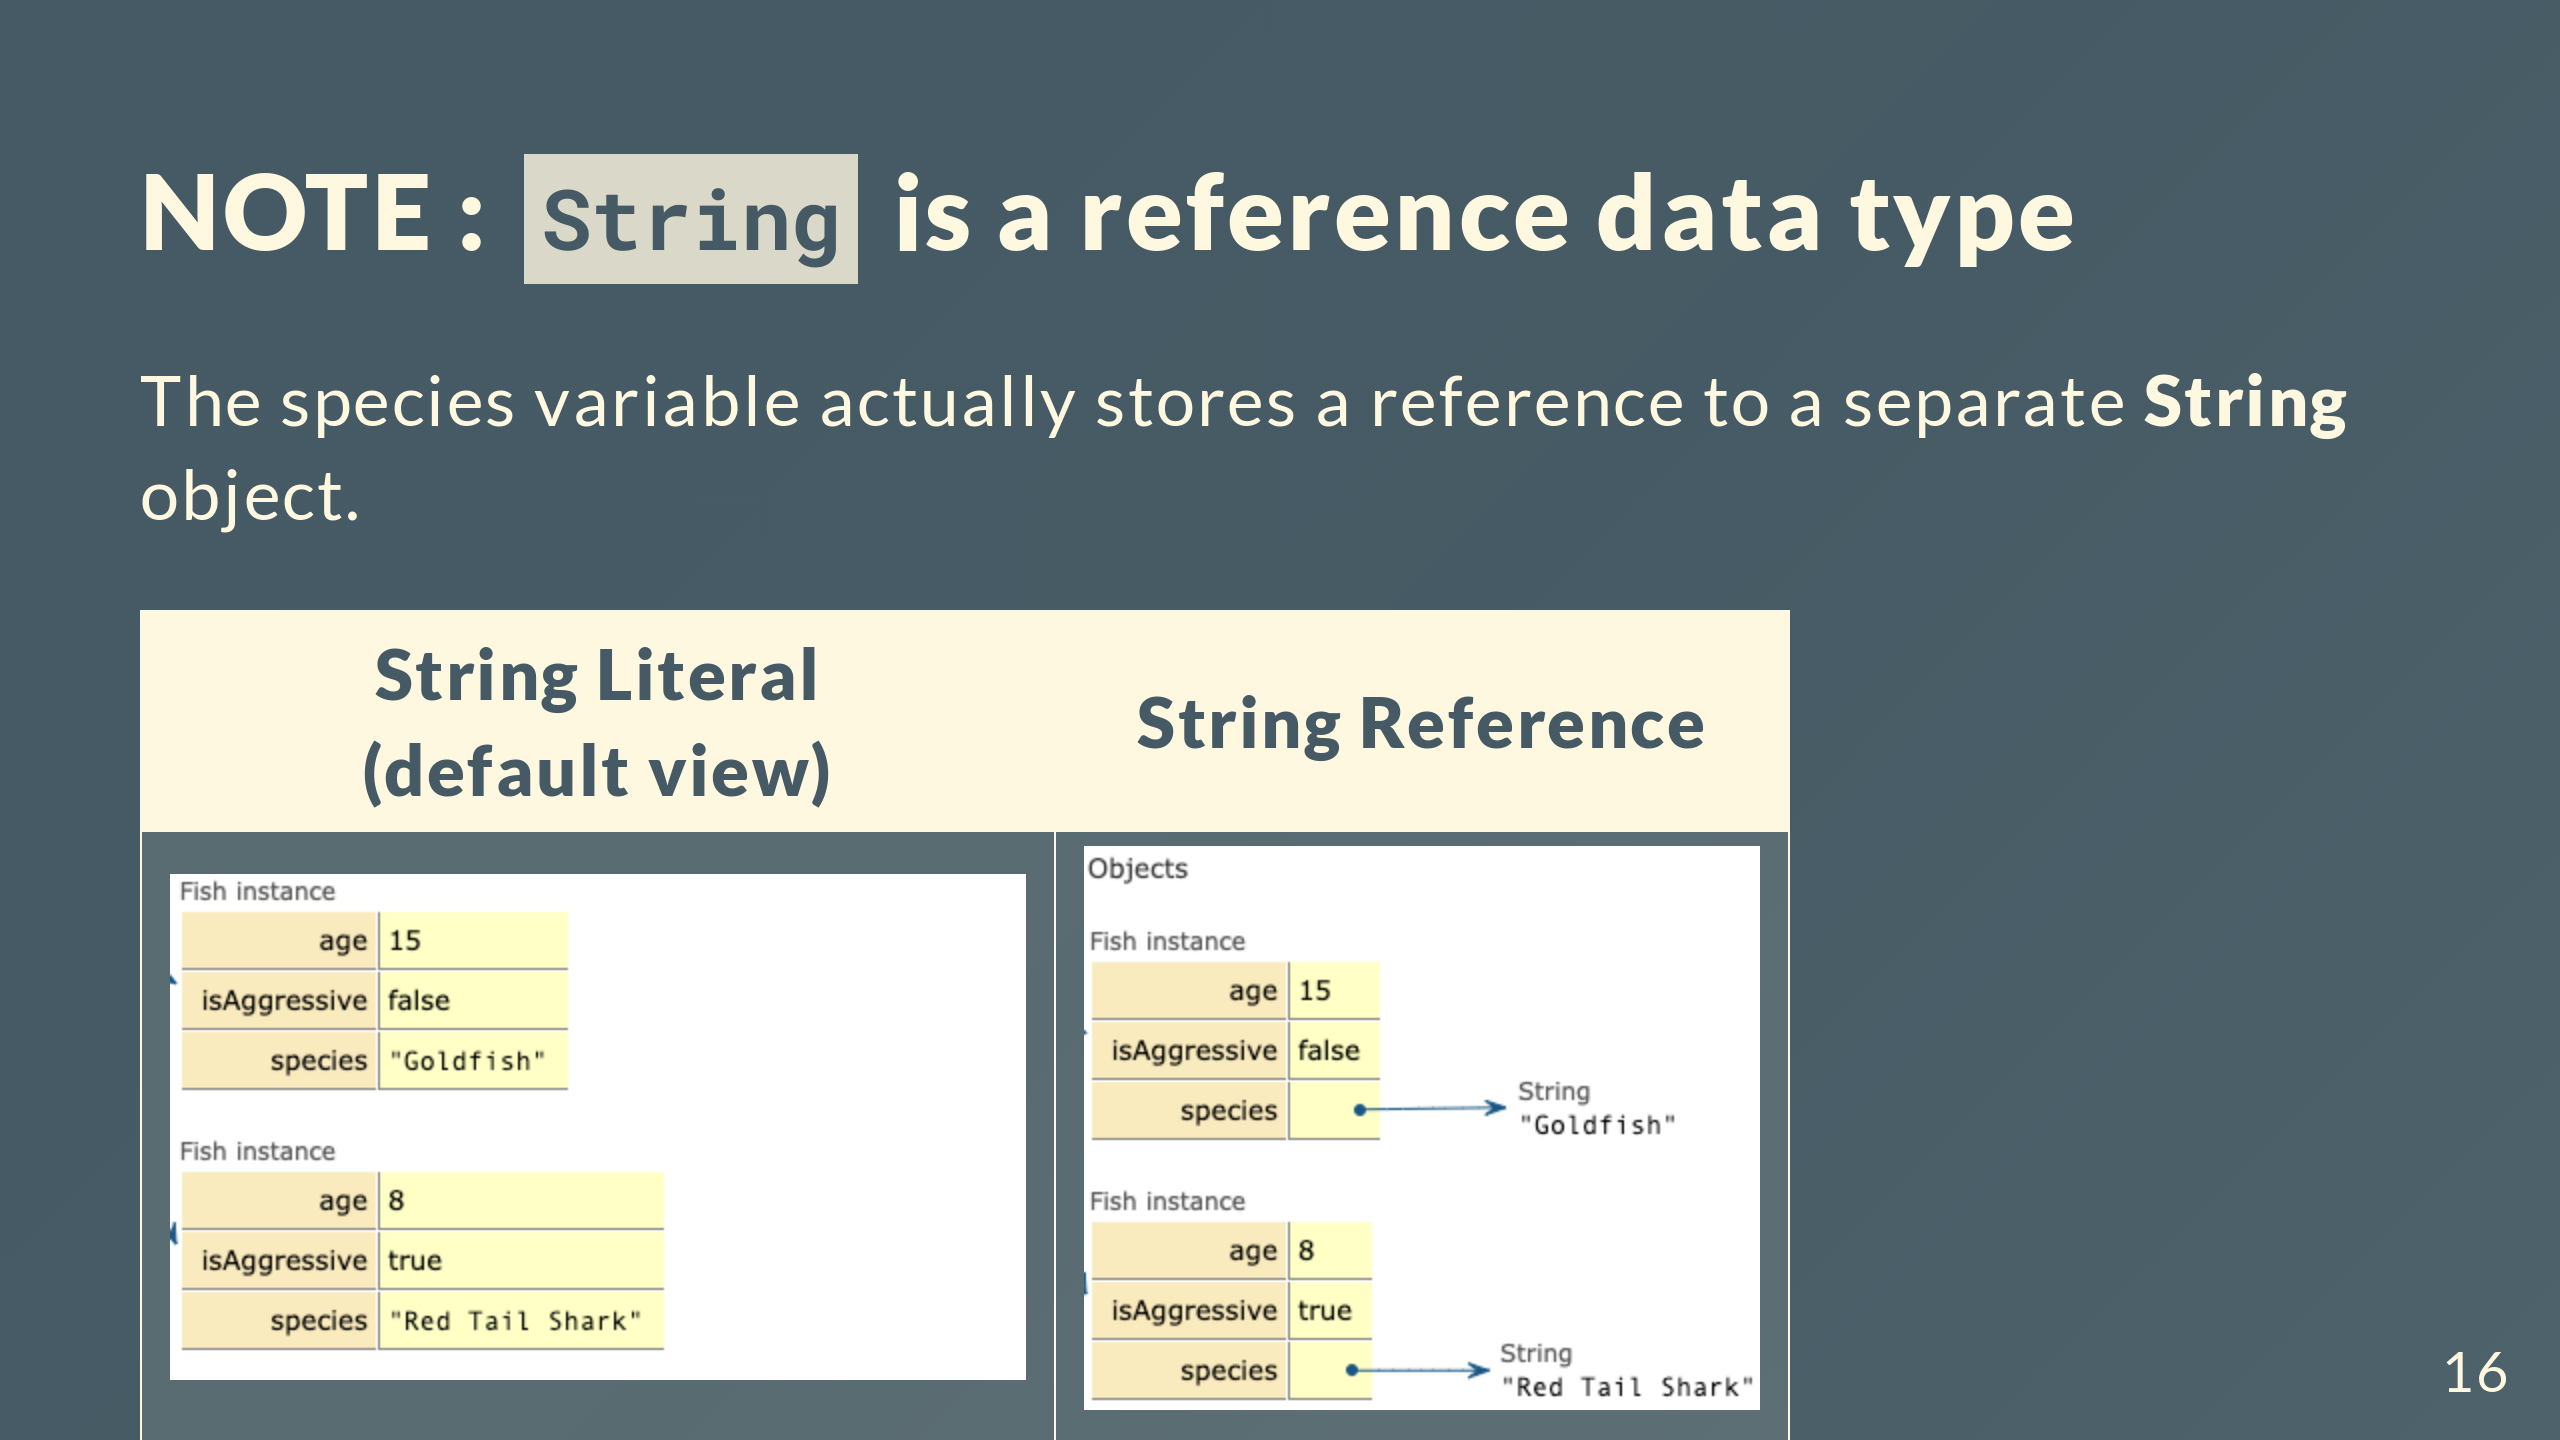 NOTE : String is a reference data type
The species variable actually stores a reference to a separate String
object.
String Literal
(default view)
String Reference
Fish instance
age 15
isAggressive false
species "Goldfish"
Fish instance
age 8
isAggressive true
species "Red Tail Shark"
Objects
Fish instance
age 15
isAggressive false
species
String
"Goldfish"
Fish instance
age 8
isAggressive true
species
String
"Red Tail Shark"
16